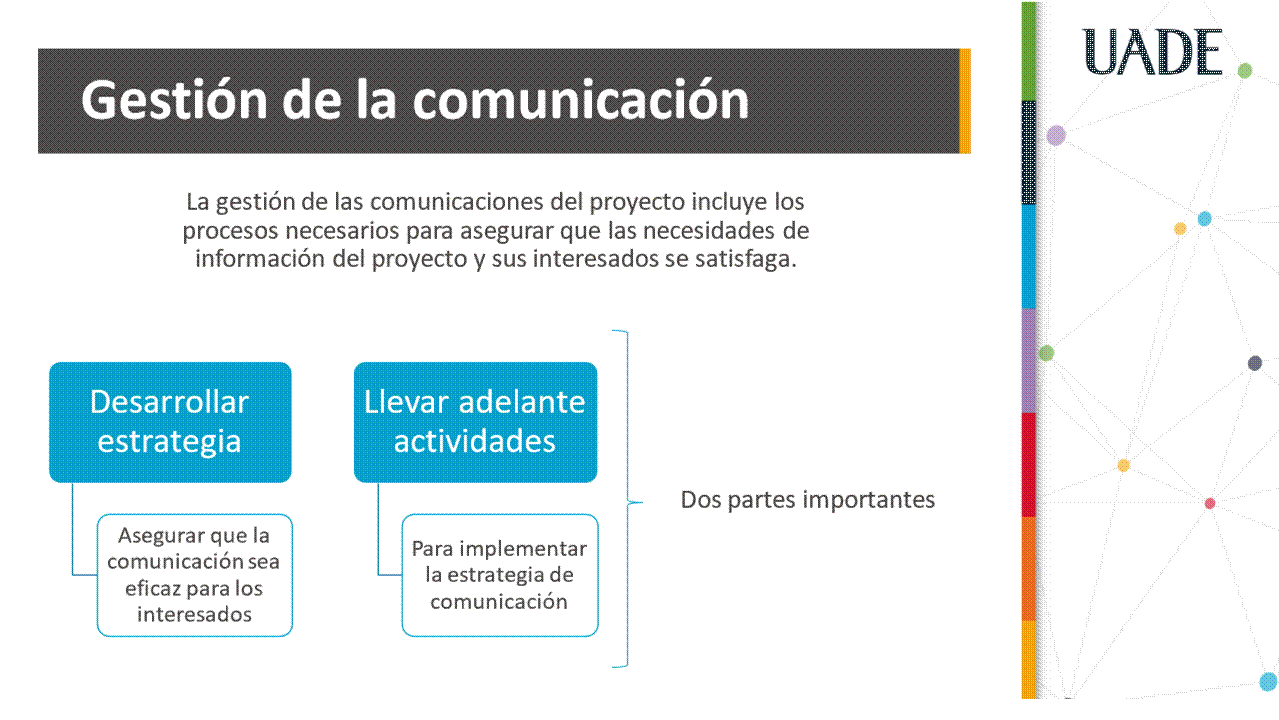 UADE
Gestión de la comunicación
La gestión de las comunicaciones del proyecto incluye los
procesos necesarios para asegurar que las necesidades de
información del proyecto y sus interesados se satisfaga.
Desarrollar
estrategia
Asegurar que la
comunicación sea
eficaz para los
interesados
Llevar adelante
actividades
Para implementar
la estrategia de
comunicación
Dos partes importantes